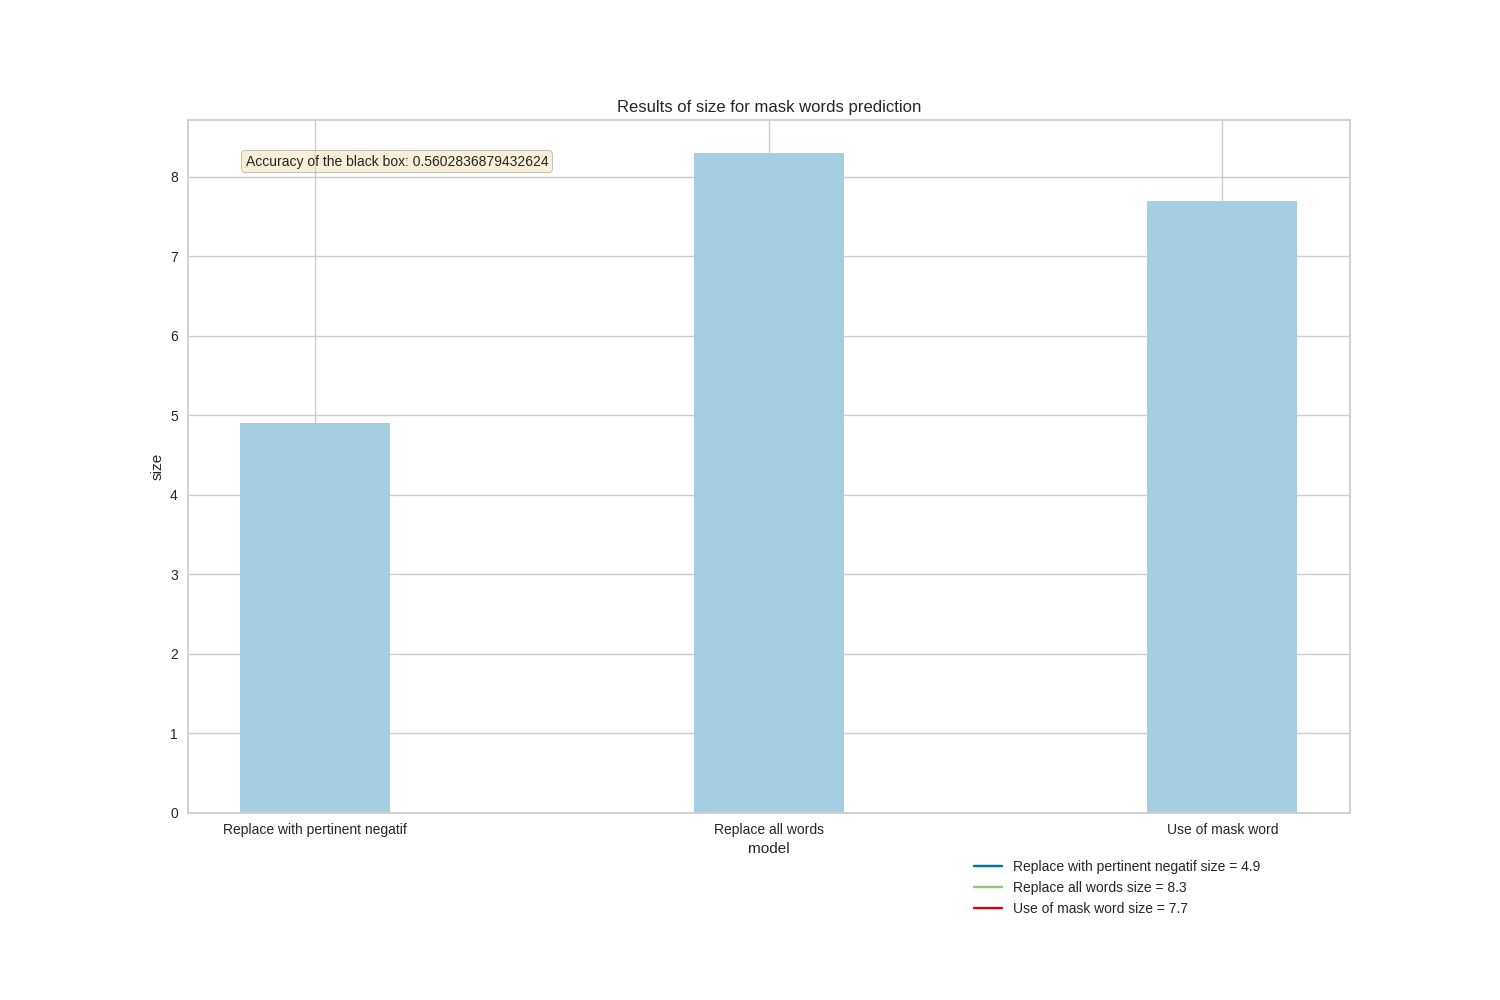 Results of size for mask words prediction
Accuracy of the black box: 0.5602836879432624
8
7
6
5
4
3
2
1
0
size
Replace with pertinent negatif
Replace all words
Use of mask word
model
Replace with pertinent negatif size = 4.9
Replace all words size = 8.3
Use of mask word size = 7.7